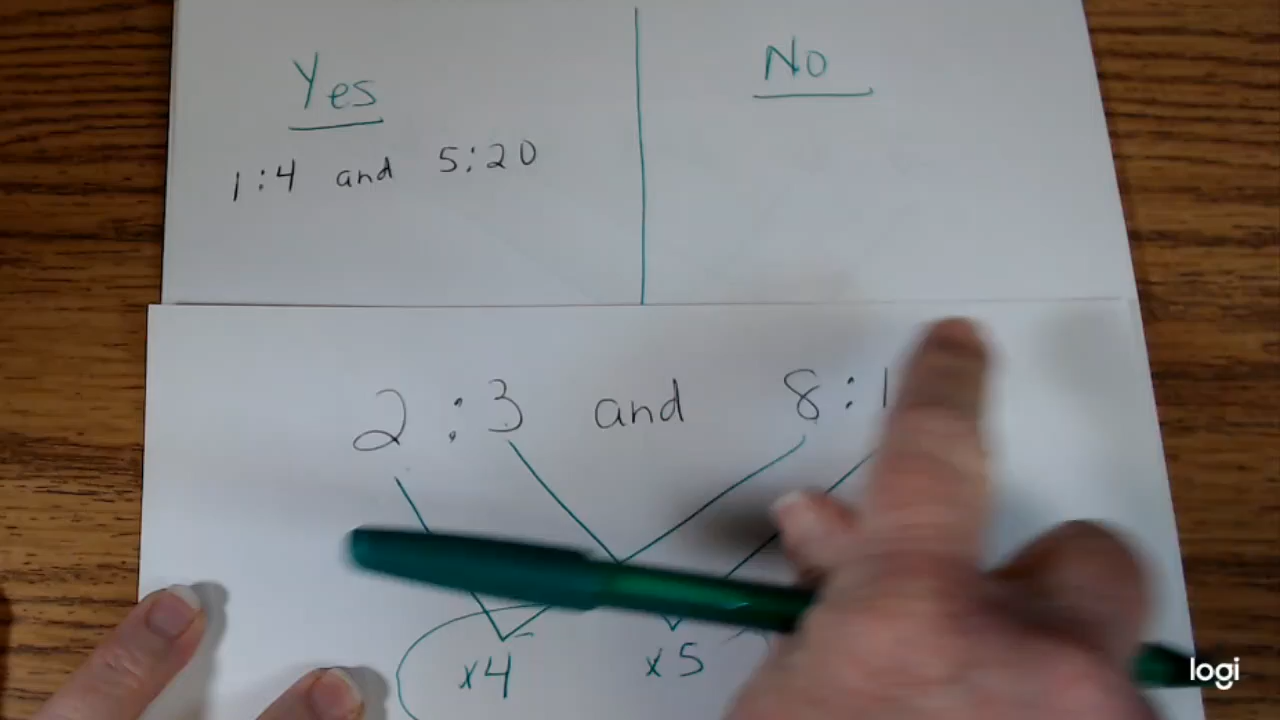 Yes
No
1:4 and 5:20
2:3 and 8:1
x4
x5
logi